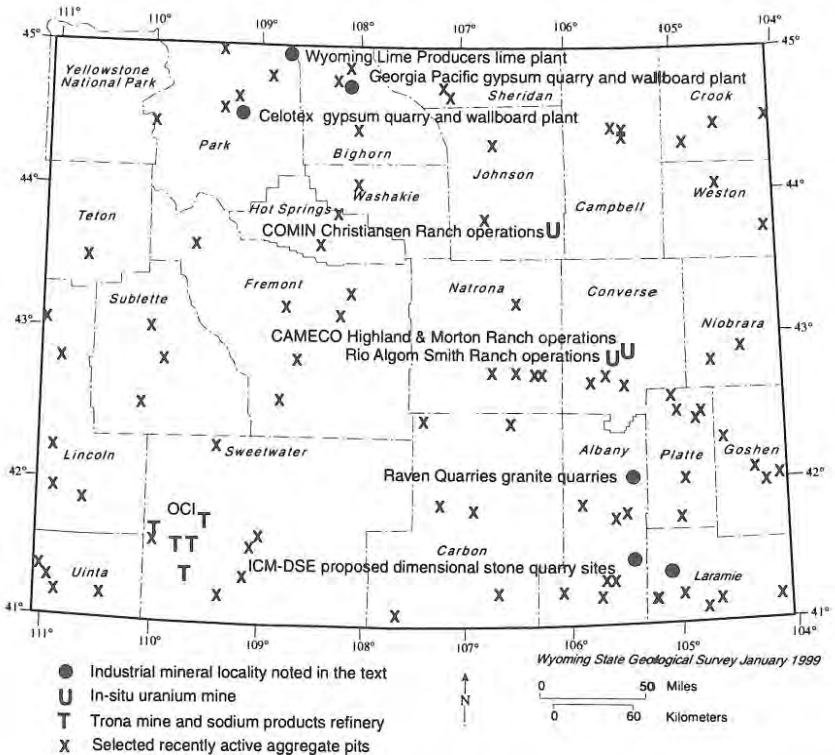 110° 109° 108° 107° 106° 105° 104°
45° 45°
Wyoming Lime Producers lime plant
Yellowstone
National Park
Georgia Pacific gypsum quarry and wallboard plant
Sheridan
Crook
Celotex gypsum quarry and wallboard plant
Park
Bighorn
Johnson
44° 44°
Washakie
Weston
Teton
Hot Springs
Campbell
COMIN Christiansen Ranch operations U
Sublette
Fremont
Natrona
Converse
43° 43°
Niobrara
CAMECO Highland & Morton Ranch operations
Rio Algom Smith Ranch operations U U
Lincoln
Sweetwater
Albany
Platte
Goshen
42° 42°
Raven Quarries granite quarries
OCI T
T
T T
T
Carbon
Uinta
ICM-DSE proposed dimensional stone quarry sites
Laramie
41° 41°
111° 110° 109° 108° 107° 106° 105° 104°
Wyoming State Geological Survey January 1999
Industrial mineral locality noted in the text
U In-situ uranium mine
T Trona mine and sodium products refinery
X Selected recently active aggregate pits
N
0 50 Miles
0 60 Kilometers